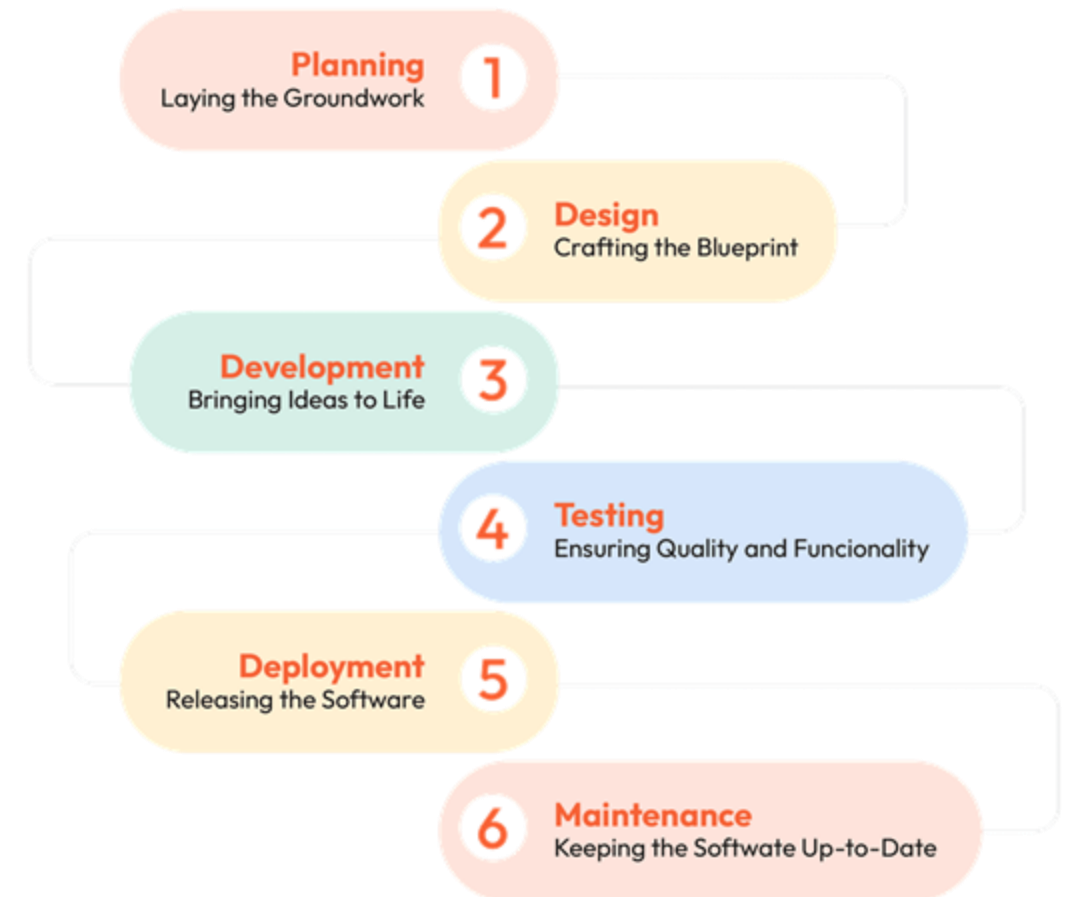 Planning
Laying the Groundwork
1
2
Design
Crafting the Blueprint
Development
Bringing Ideas to Life
3
4
Testing
Ensuring Quality and Funcionality
Deployment
Releasing the Software
5
6
Maintenance
Keeping the Softwate Up-to-Date